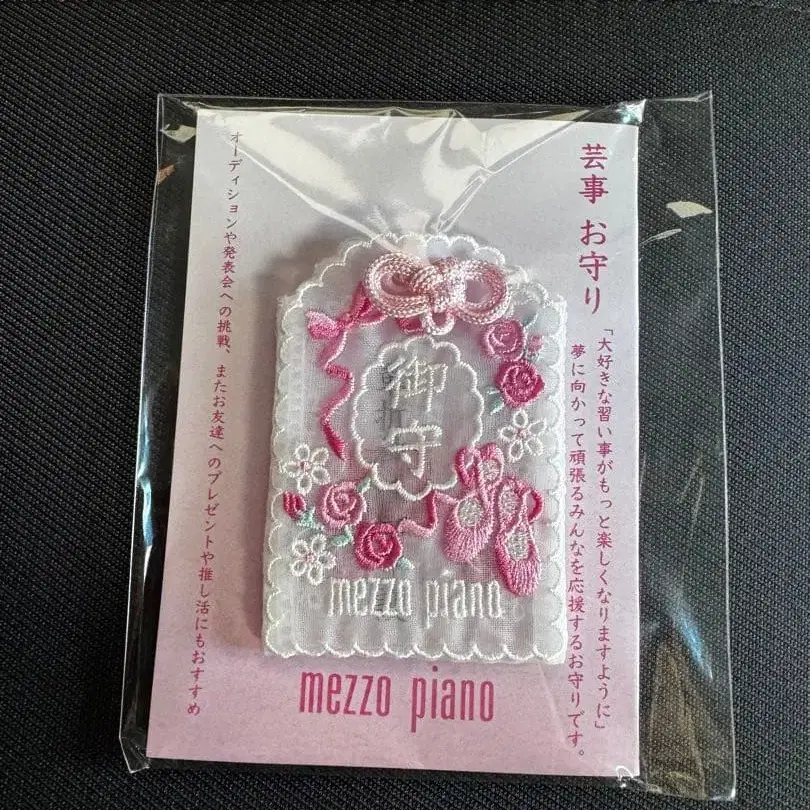 芸事 お守り
「大好きな習い事がもっと楽しくなりますように」
夢に向かって頑張るみんなを応援するお守りです。
御守
mezzo piano
mezzo piano
オーディションや発表会への挑戦、またお友達へのプレゼントや推し活にもおすすめ